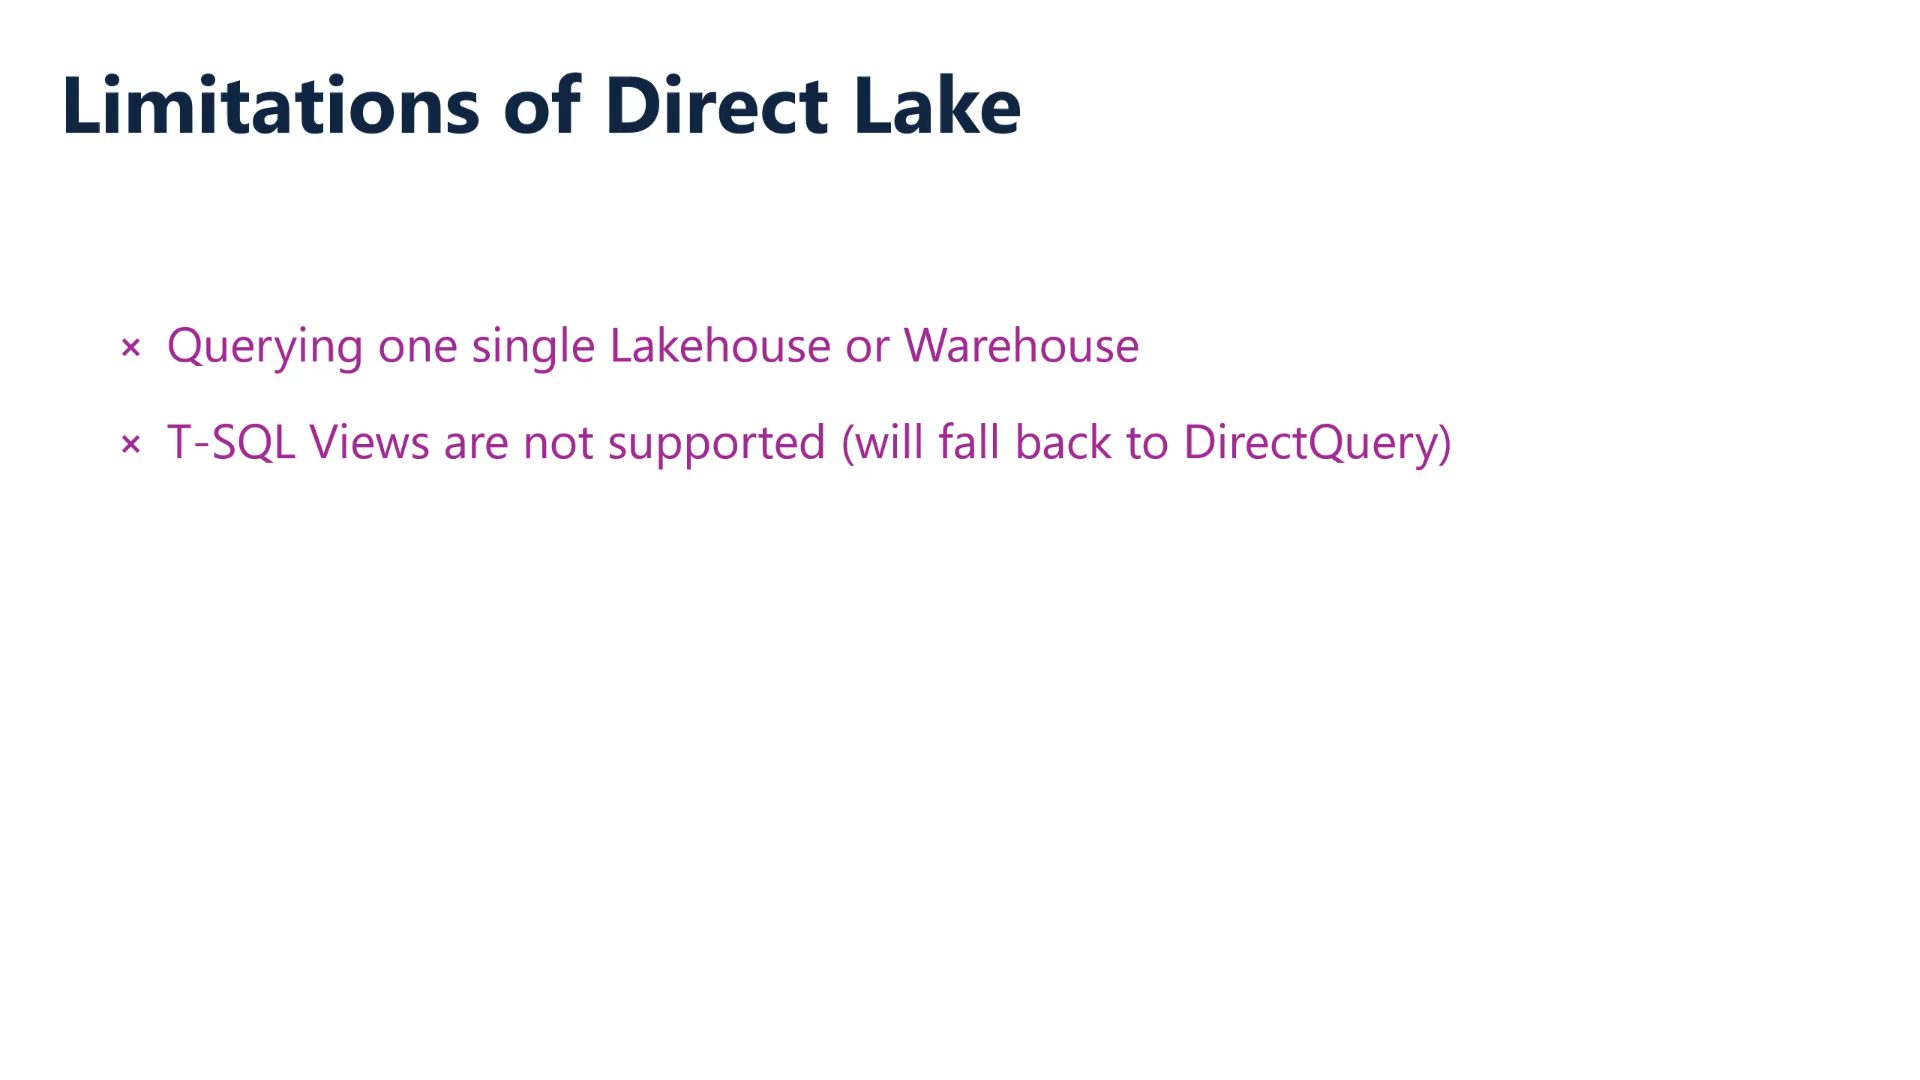 Limitations of Direct Lake
× Querying one single Lakehouse or Warehouse
× T-SQL Views are not supported (will fall back to DirectQuery)